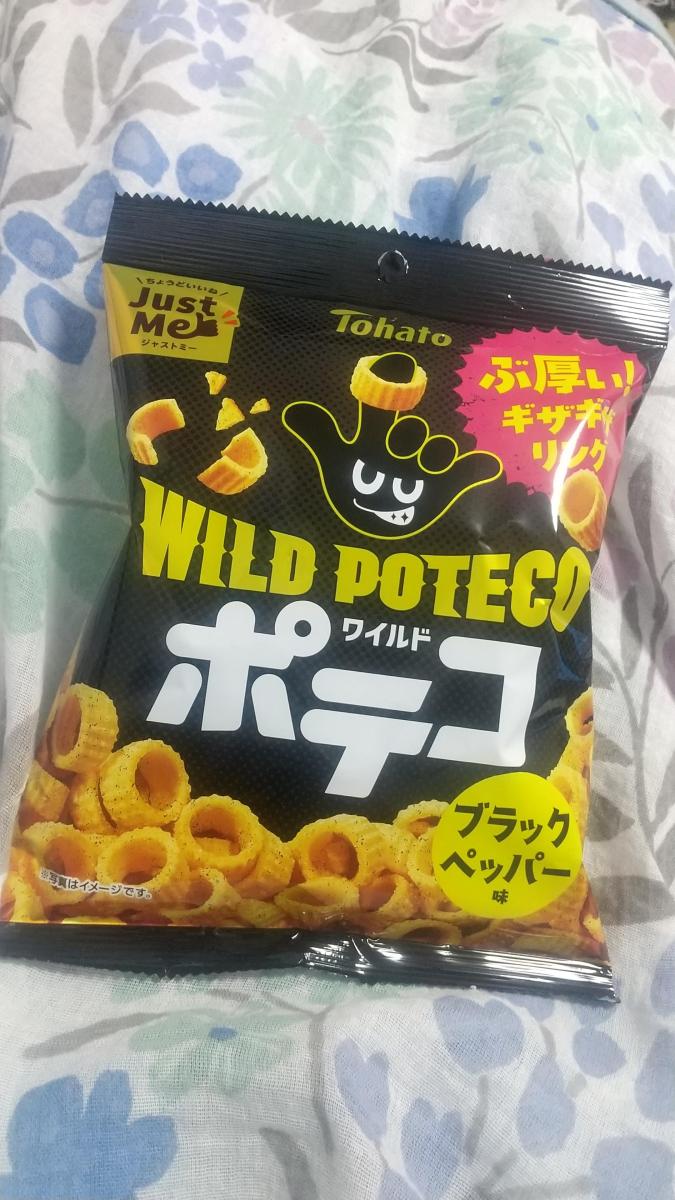 ちょうどいいね
Just
Me
ジャストミー
Tohato
ぶ厚い!
ギザギザ
リング
WILD POTECO
ワイルド
ポテコ
ブラック
ペッパー
味
※写真はイメージです。